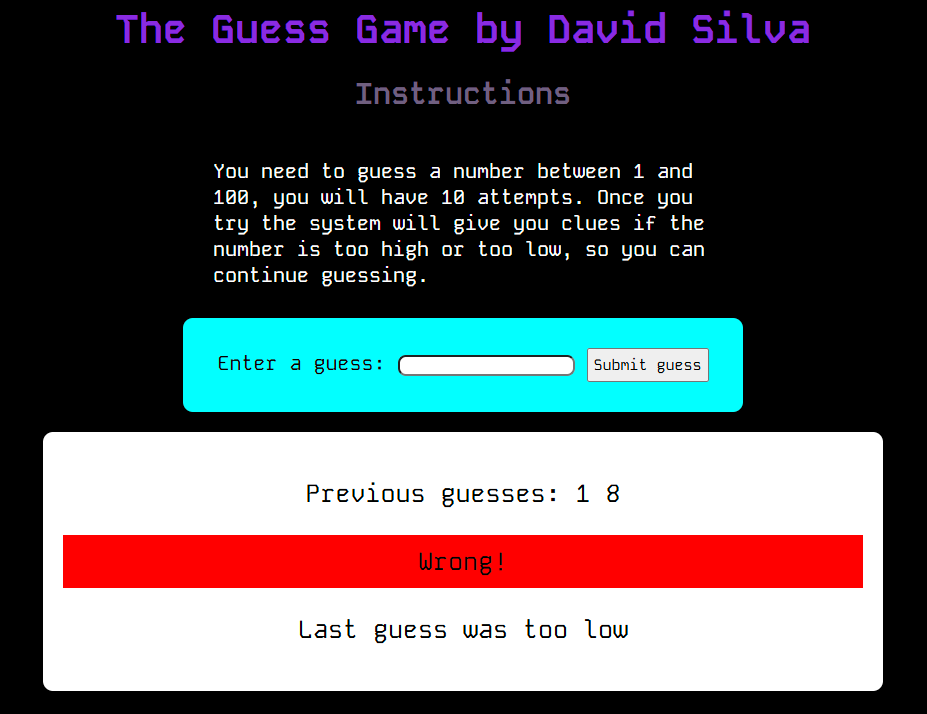 The Guess Game by David Silva
Instructions
You need to guess a number between 1 and
100, you will have 10 attempts. Once you
try the system will give you clues if the
number is too high or too low, so you can
continue guessing.
Enter a guess: Submit guess
Previous guesses: 1 8
Wrong!
Last guess was too low